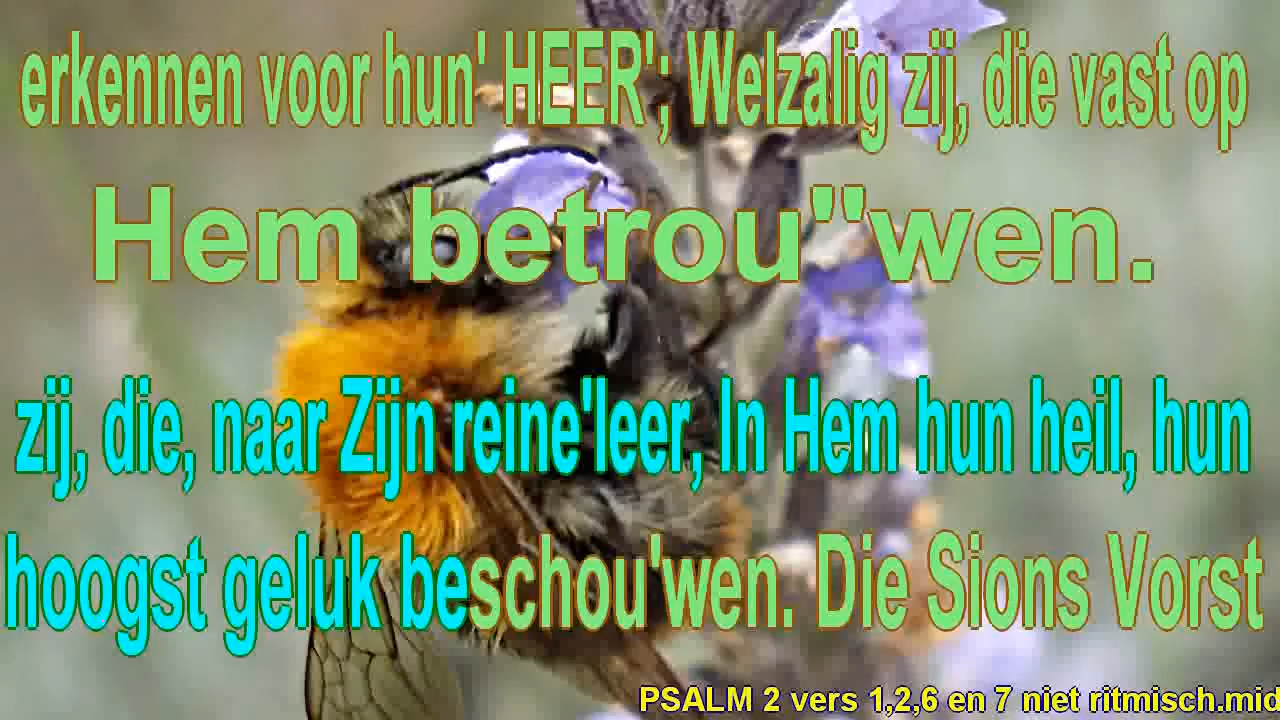 erkennen voor hun' HEER'; Welzalig zij, die vast op
Hem betrou"wen.
zij, die, naar Zijn reine'leer, In Hem hun heil, hun
hoogst geluk beschou'wen. Die Sions Vorst
PSALM 2 vers 1,2,6 en 7 niet ritmisch.mid